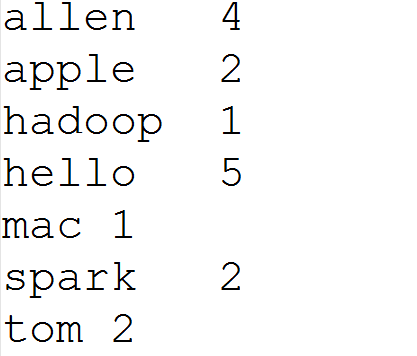 allen	4
apple	2
hadoop	1
hello	5
mac	1
spark	2
tom	2